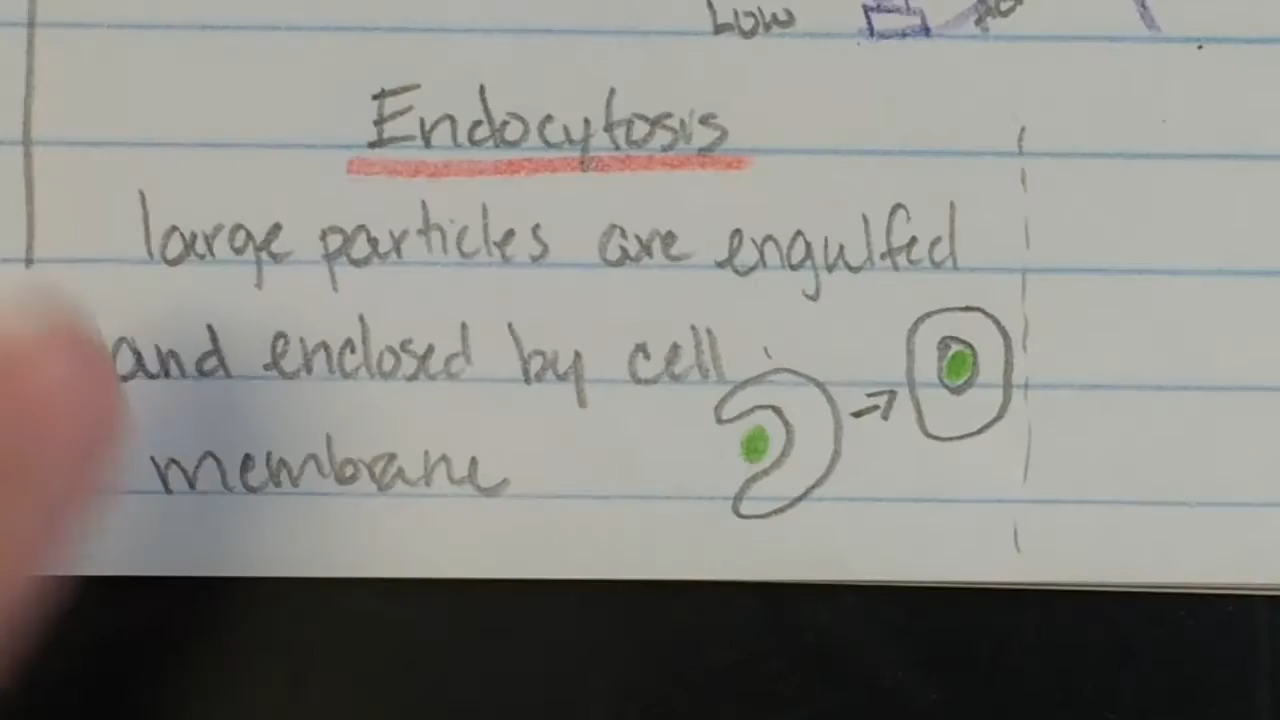 Low
Endocytosis
large particles are engulfed
and enclosed by cell
membrane